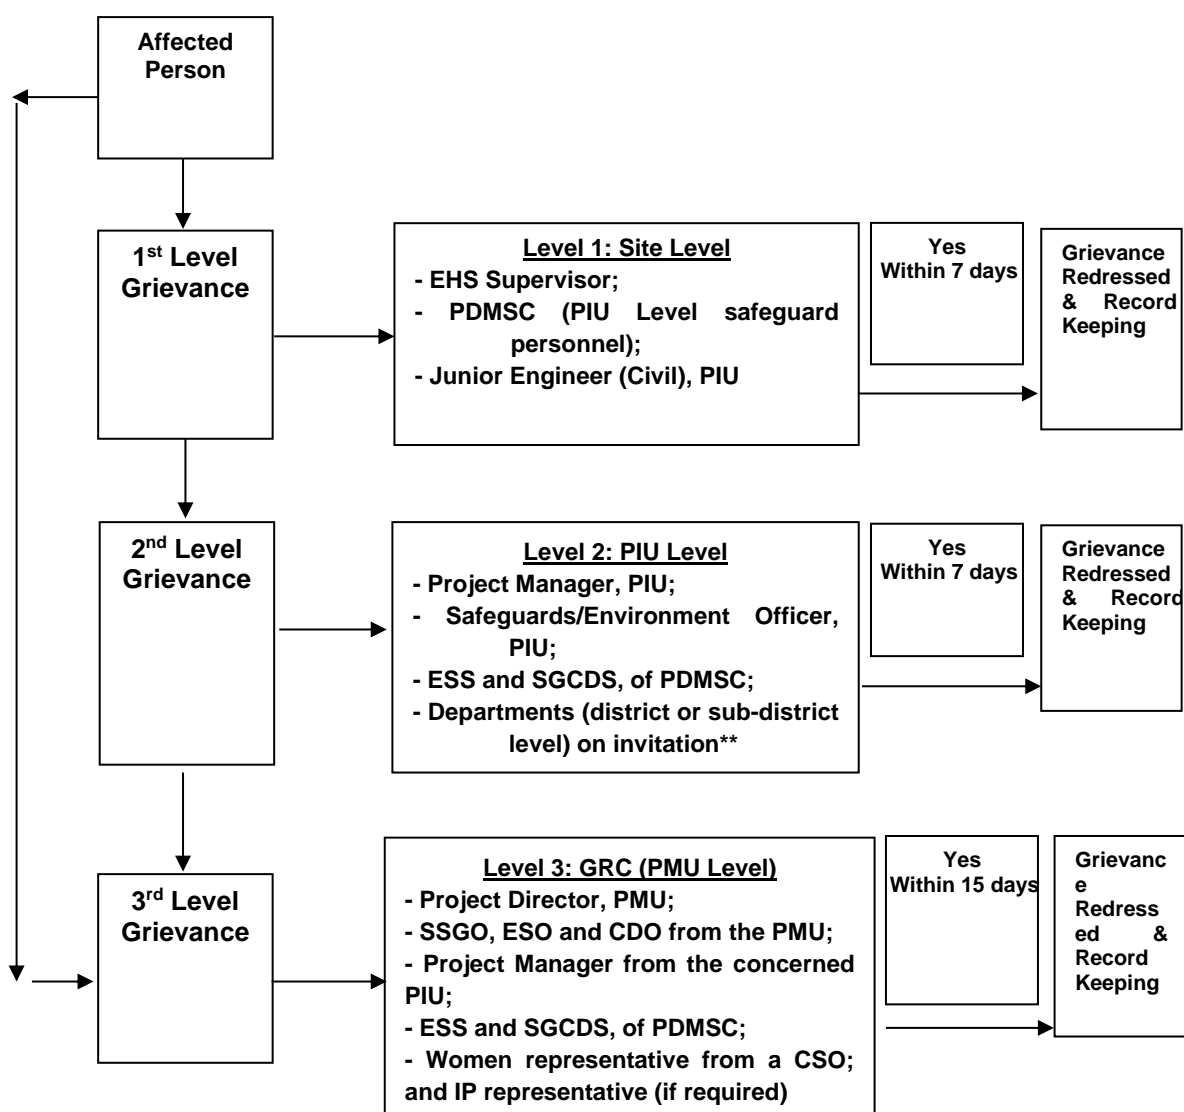 Affected
Person
1st Level
Grievance
Level 1: Site Level
- EHS Supervisor;
- PDMSC (PIU Level safeguard
personnel);
- Junior Engineer (Civil), PIU
Yes
Within 7 days
Grievance
Redressed
& Record
Keeping
2nd Level
Grievance
Level 2: PIU Level
- Project Manager, PIU;
- Safeguards/Environment Officer,
PIU;
- ESS and SGCDS, of PDMSC;
- Departments (district or sub-district
level) on invitation**
Yes
Within 7 days
Grievance
Redressed
& Record
Keeping
3rd Level
Grievance
Level 3: GRC (PMU Level)
- Project Director, PMU;
- SSGO, ESO and CDO from the PMU;
- Project Manager from the concerned
PIU;
- ESS and SGCDS, of PDMSC;
- Women representative from a CSO;
and IP representative (if required)
Yes
Within 15 days
Grievanc
e
Redress
ed &
Record
Keeping